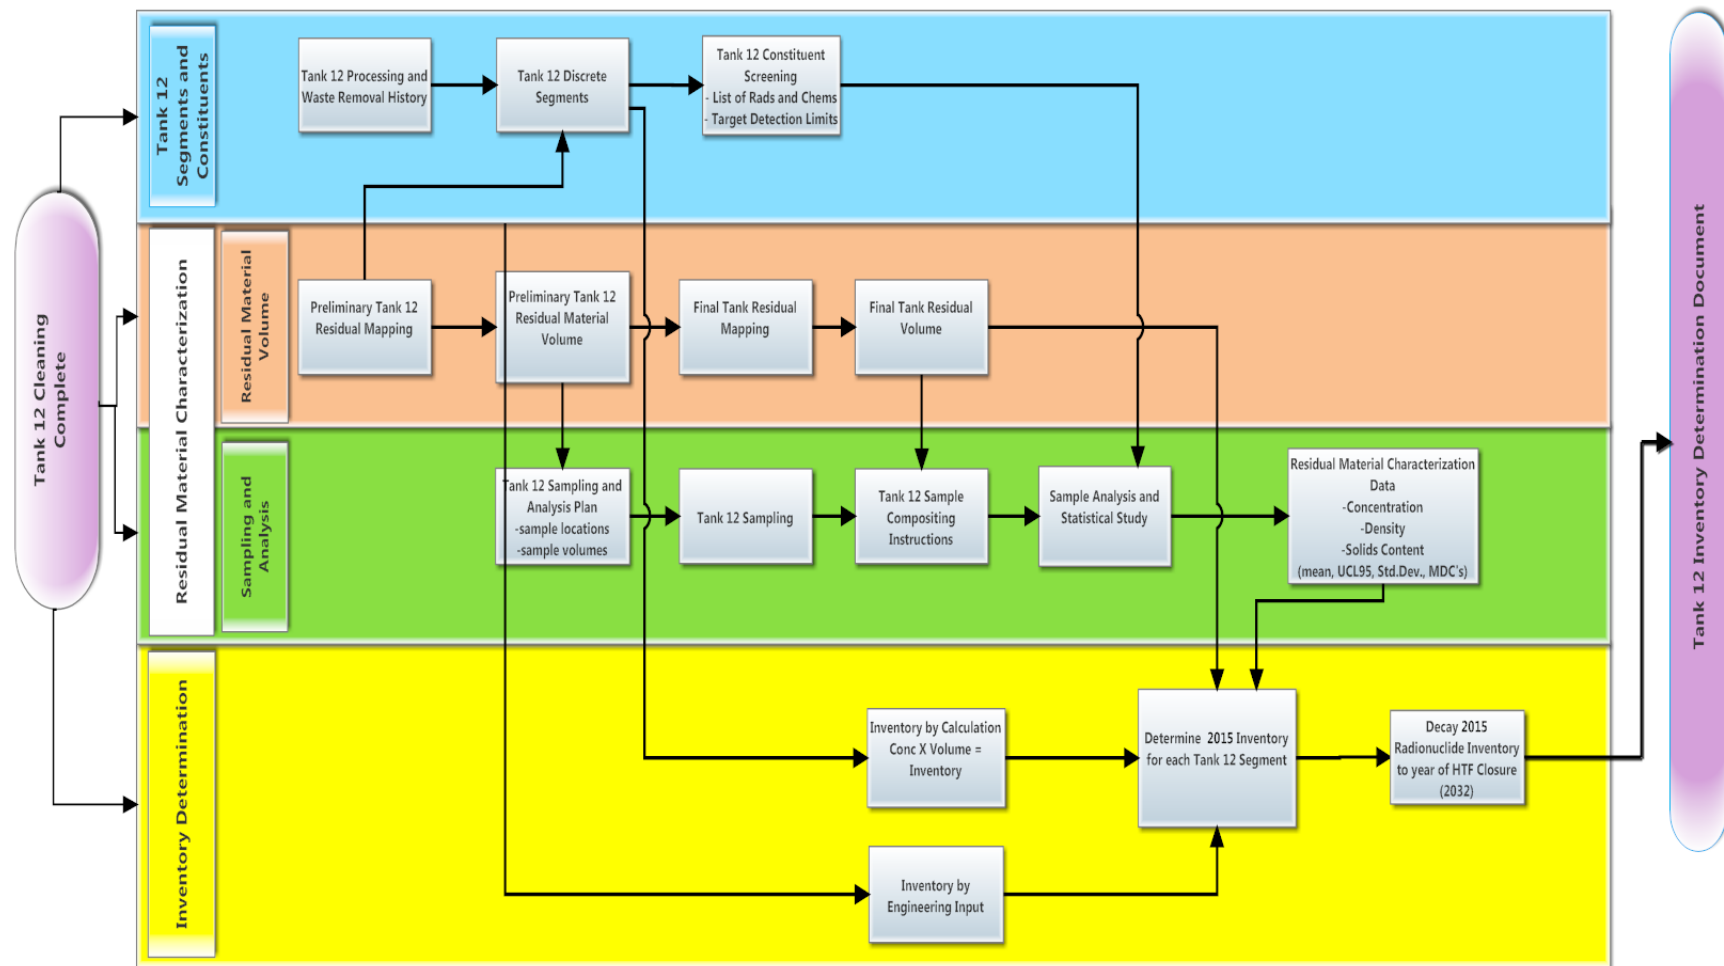 Tank 12 Cleaning
Complete
Tank 12
Segments and
Constituents
Tank 12 Processing and
Waste Removal History
Tank 12 Discrete
Segments
Tank 12 Constituent
Screening
- List of Rads and Chems
- Target Detection Limits
Residual Material Characterization
Residual Material
Volume
Preliminary Tank 12
Residual Mapping
Preliminary Tank 12
Residual Material
Volume
Final Tank Residual
Mapping
Final Tank Residual
Volume
Sampling and
Analysis
Tank 12 Sampling and
Analysis Plan
-sample locations
-sample volumes
Tank 12 Sampling
Tank 12 Sample
Compositing
Instructions
Sample Analysis and
Statistical Study
Residual Material Characterization
Data
-Concentration
-Density
-Solids Content
(mean, UCL95, Std.Dev., MDC's)
Inventory Determination
Inventory by Calculation
Conc X Volume =
Inventory
Determine 2015 Inventory
for each Tank 12 Segment
Decay 2015
Radionuclide Inventory
to year of HTF Closure
(2032)
Inventory by
Engineering Input
Tank 12 Inventory Determination Document